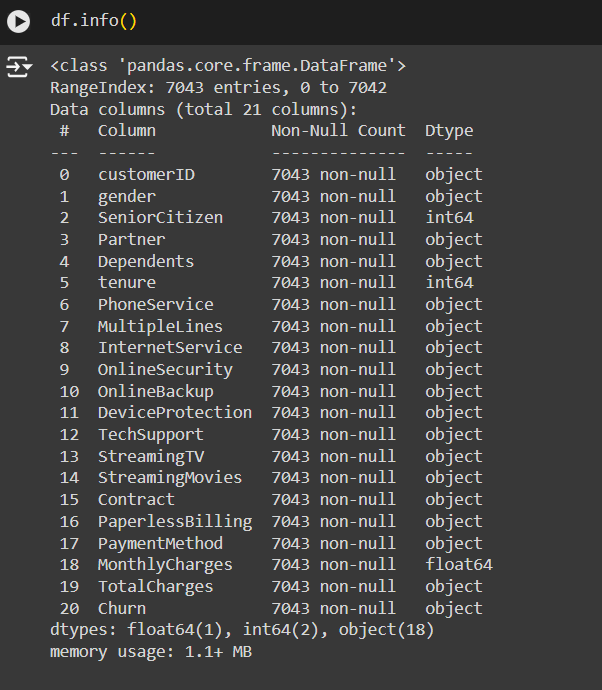 df.info()
<class 'pandas.core.frame.DataFrame'>
RangeIndex: 7043 entries, 0 to 7042
Data columns (total 21 columns):
 #   Column            Non-Null Count  Dtype
---  ------            --------------  -----
 0   customerID        7043 non-null   object
 1   gender            7043 non-null   object
 2   SeniorCitizen     7043 non-null   int64
 3   Partner           7043 non-null   object
 4   Dependents        7043 non-null   object
 5   tenure            7043 non-null   int64
 6   PhoneService      7043 non-null   object
 7   MultipleLines     7043 non-null   object
 8   InternetService   7043 non-null   object
 9   OnlineSecurity    7043 non-null   object
 10  OnlineBackup      7043 non-null   object
 11  DeviceProtection  7043 non-null   object
 12  TechSupport       7043 non-null   object
 13  StreamingTV       7043 non-null   object
 14  StreamingMovies   7043 non-null   object
 15  Contract          7043 non-null   object
 16  PaperlessBilling  7043 non-null   object
 17  PaymentMethod     7043 non-null   object
 18  MonthlyCharges    7043 non-null   float64
 19  TotalCharges      7043 non-null   object
 20  Churn             7043 non-null   object
dtypes: float64(1), int64(2), object(18)
memory usage: 1.1+ MB